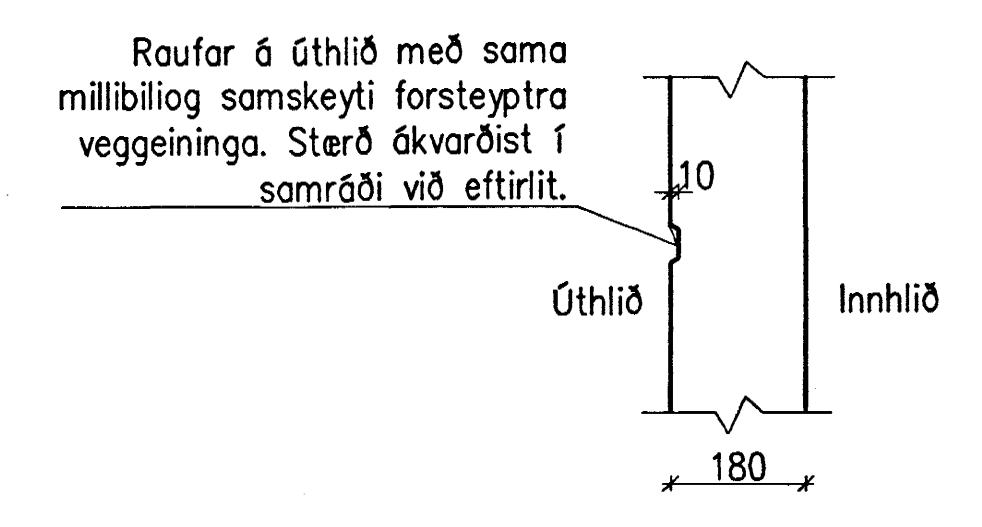 Raufar á úthlið með sama
millibiliog samskeyti forsteyptra
veggeininga. Stærð ákvarðist í
samráði við eftirlit.
10
Úthlið
Innhlið
180